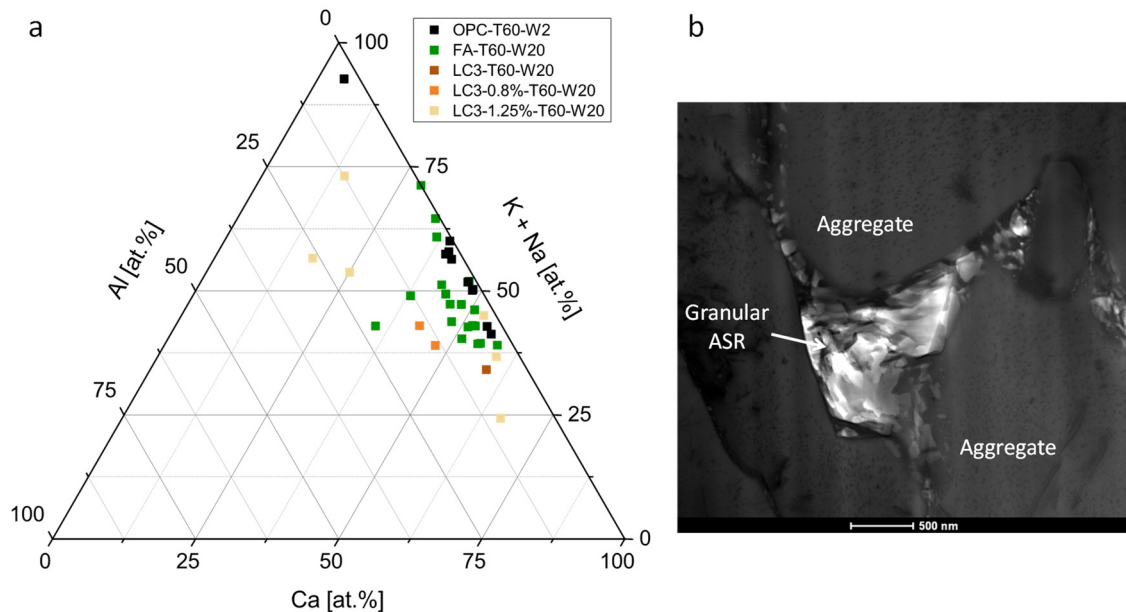 a
b
OPC-T60-W2
FA-T60-W20
LC3-T60-W20
LC3-0.8%-T60-W20
LC3-1.25%-T60-W20
0
100
25
75
50
50
75
25
100
0
0
25
50
75
100
Al [at.%]
K + Na [at.%]
Ca [at.%]
Aggregate
Granular
ASR
Aggregate
500 nm